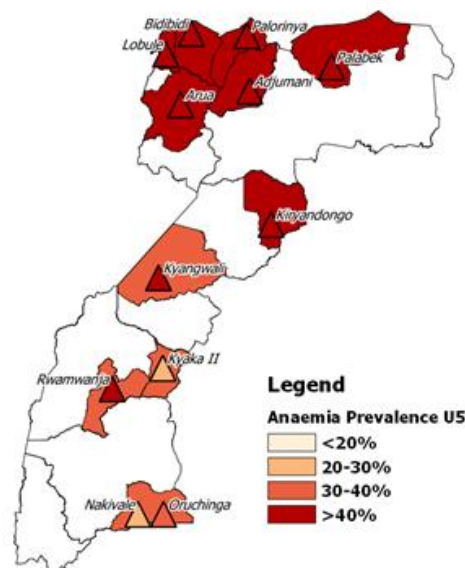 Bidibidi
Palorinya
Lobule
Palabek
Adjumani
Arua
Kiryandongo
Kyangwali
Kyaka II
Rwamwanja
Legend
Anaemia Prevalence U5
<20%
20-30%
30-40%
>40%
Nakivale
Oruchinga